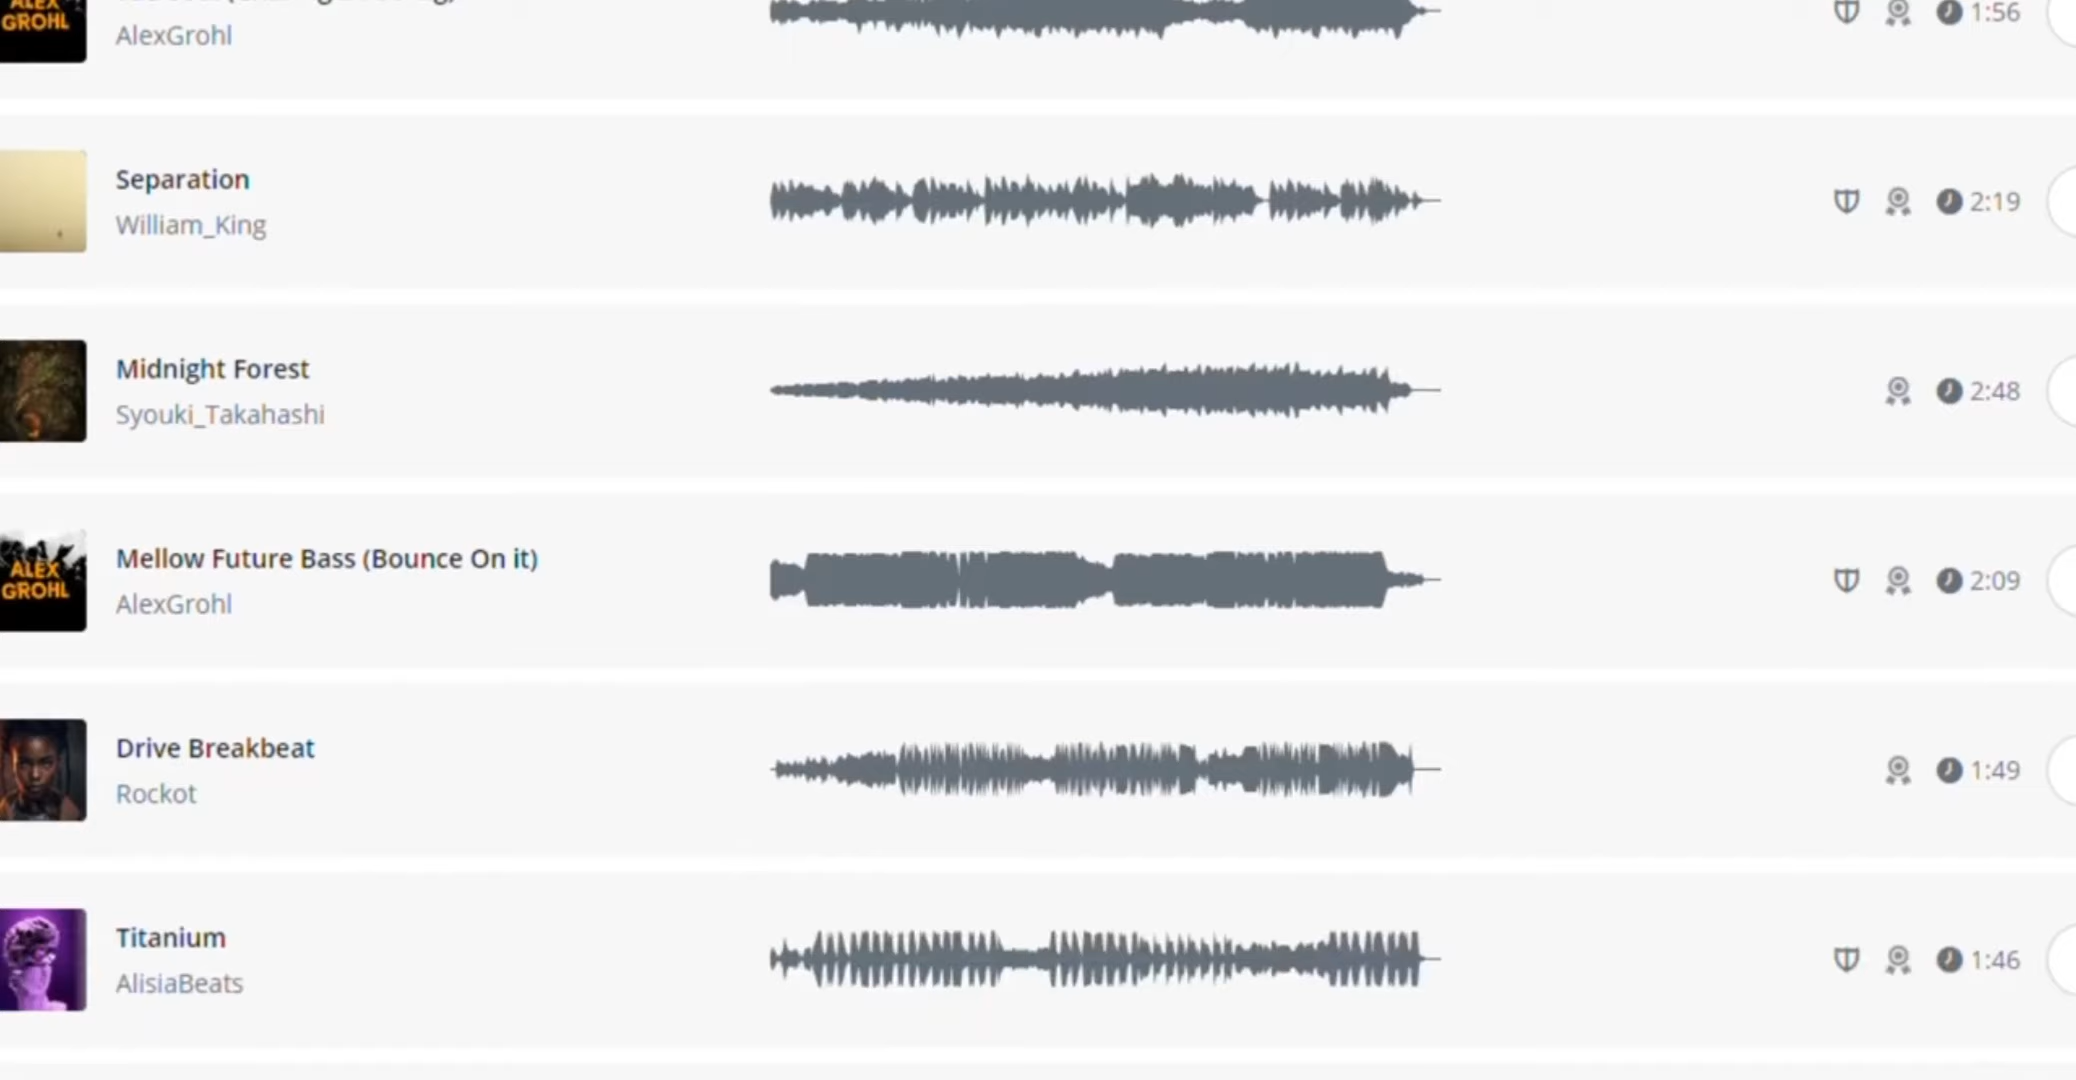 ALEX
GROHL
AlexGrohl
1:56
Separation
William_King
2:19
Midnight Forest
Syouki_Takahashi
2:48
ALEX
GROHL
Mellow Future Bass (Bounce On it)
AlexGrohl
2:09
Drive Breakbeat
Rockot
1:49
Titanium
AlisiaBeats
1:46